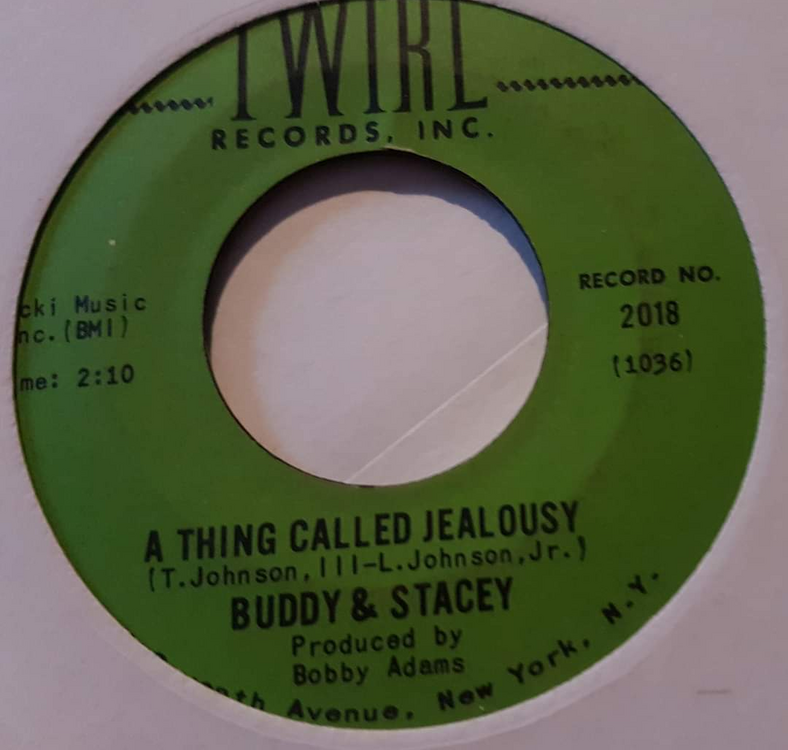 TWIRL
RECORDS, INC.
cki Music
nc.(BMI)
me: 2:10
RECORD NO.
2018
(1036)
A THING CALLED JEALOUSY
(T.Johnson,III-L.Johnson,Jr.)
BUDDY & STACEY
Produced by
Bobby Adams
Avenue, New York, N.Y.